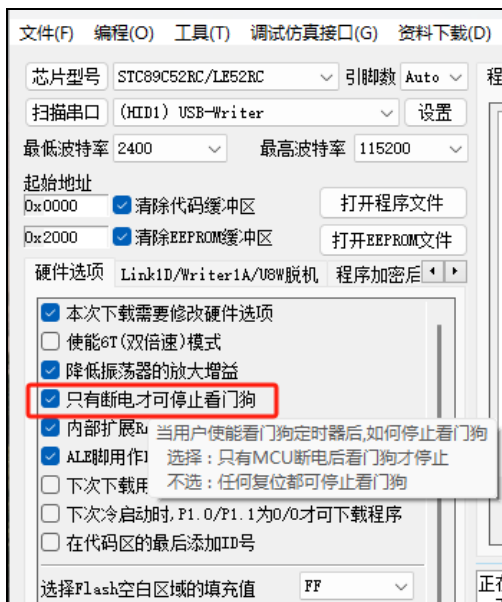 文件(F) 编程(O) 工具(T) 调试仿真接口(G) 资料下载(D)
芯片型号 STC89C52RC/LE52RC 引脚数 Auto
扫描串口 (HID1) USB-Writer 设置
最低波特率 2400 最高波特率 115200
起始地址
0x0000 清除代码缓冲区 打开程序文件
0x2000 清除EEPROM缓冲区 打开EEPROM文件
硬件选项 Link1D/Writer1A/U8W脱机 程序加密后
本次下载需要修改硬件选项
使能6T(双倍速)模式
降低振荡器的放大增益
只有断电才可停止看门狗
内部扩展
当用户使能看门狗定时器后,如何停止看门狗
ALE脚用作
选择：只有MCU断电后看门狗才停止
下次下载用
不选：任何复位都可停止看门狗
下次冷启动时,P1.0/P1.1为0/0才可下载程序
在代码区的最后添加ID号
选择Flash空白区域的填充值 FF